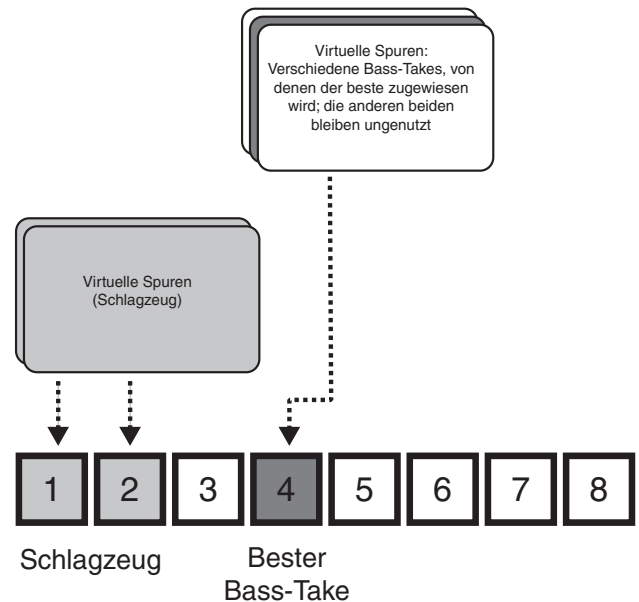 Virtuelle Spuren:
Verschiedene Bass-Takes, von
denen der beste zugewiesen
wird; die anderen beiden
bleiben ungenutzt
Virtuelle Spuren
(Schlagzeug)
1 2 3 4 5 6 7 8
Schlagzeug
Bester
Bass-Take